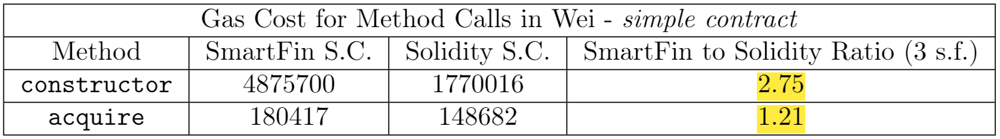 Gas Cost for Method Calls in Wei - simple contract
Method SmartFin S.C. Solidity S.C. SmartFin to Solidity Ratio (3 s.f.)
constructor 4875700 1770016 2.75
acquire 180417 148682 1.21